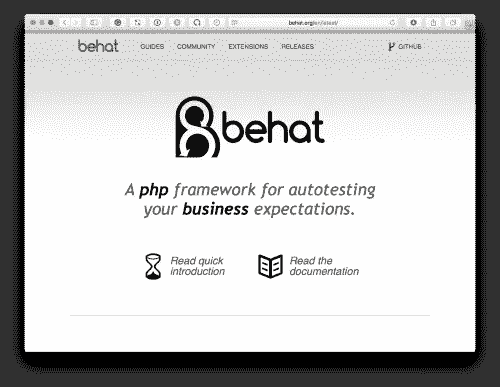 behat.org/en/latest/
behat
GUIDES
COMMUNITY
EXTENSIONS
RELEASES
GITHUB
behat
A php framework for autotesting
your business expectations.
Read quick
introduction
Read the
documentation